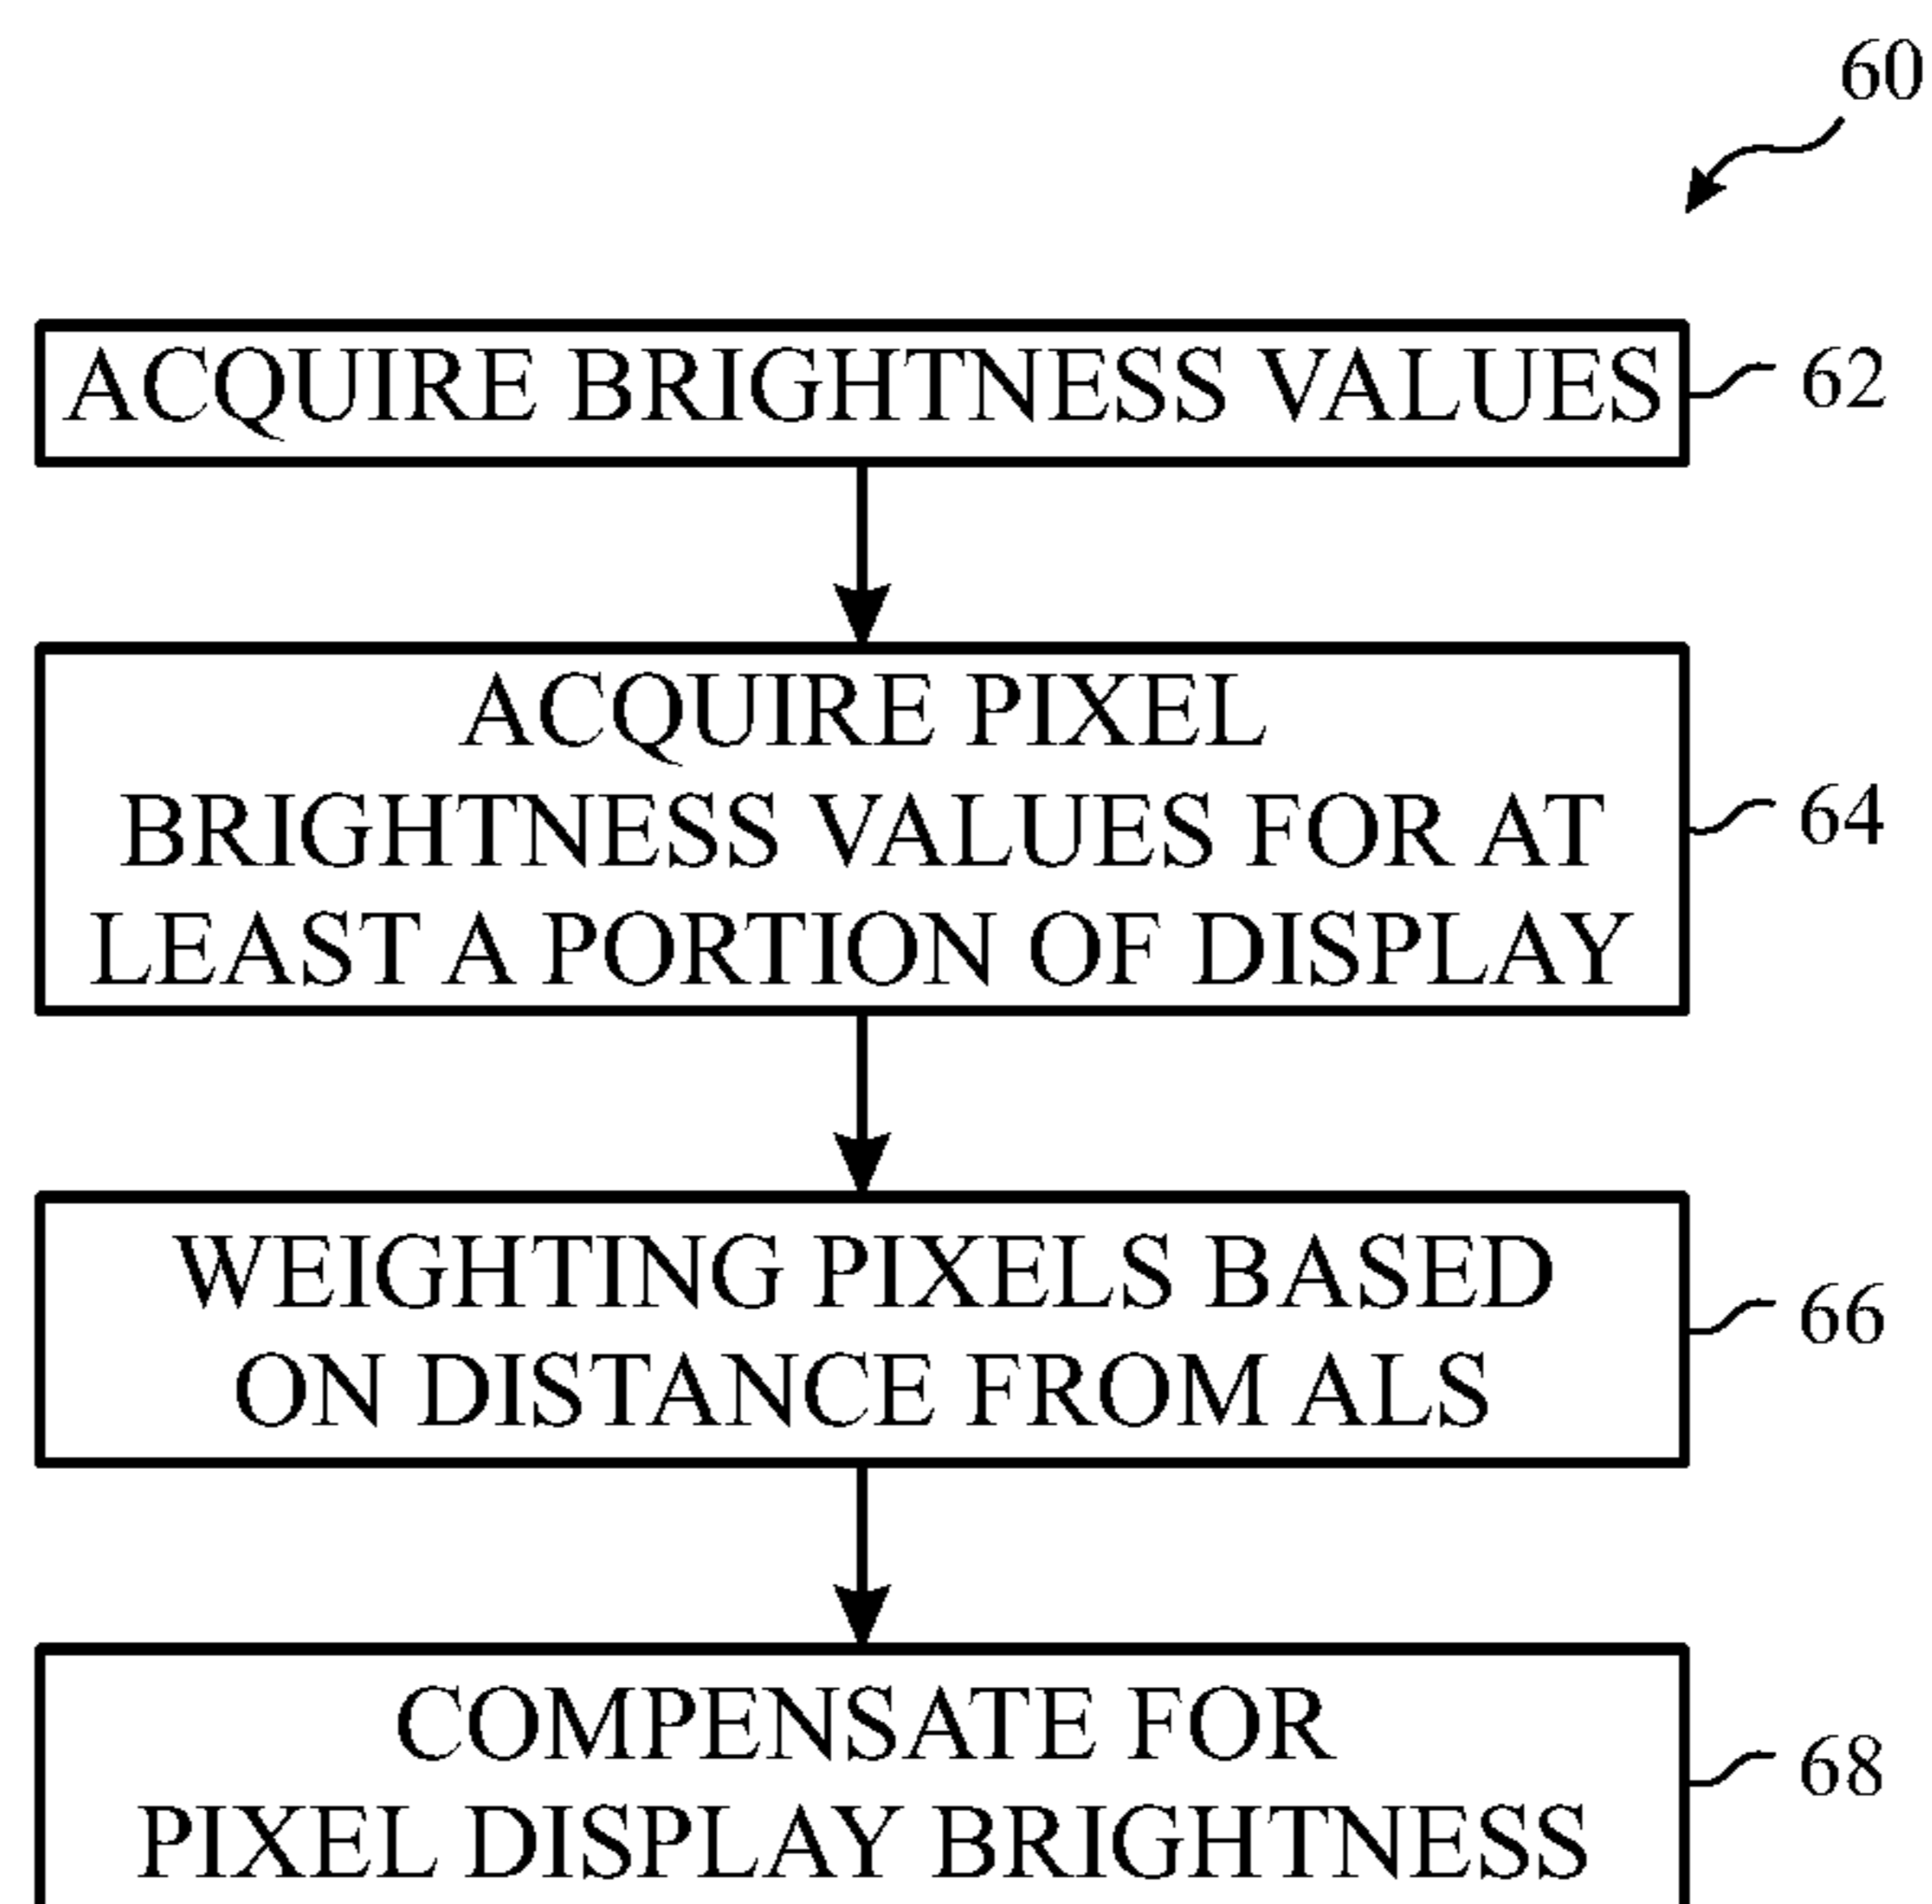 60
ACQUIRE BRIGHTNESS VALUES
62
ACQUIRE PIXEL
BRIGHTNESS VALUES FOR AT
LEAST A PORTION OF DISPLAY
64
WEIGHTING PIXELS BASED
ON DISTANCE FROM ALS
66
COMPENSATE FOR
PIXEL DISPLAY BRIGHTNESS
68